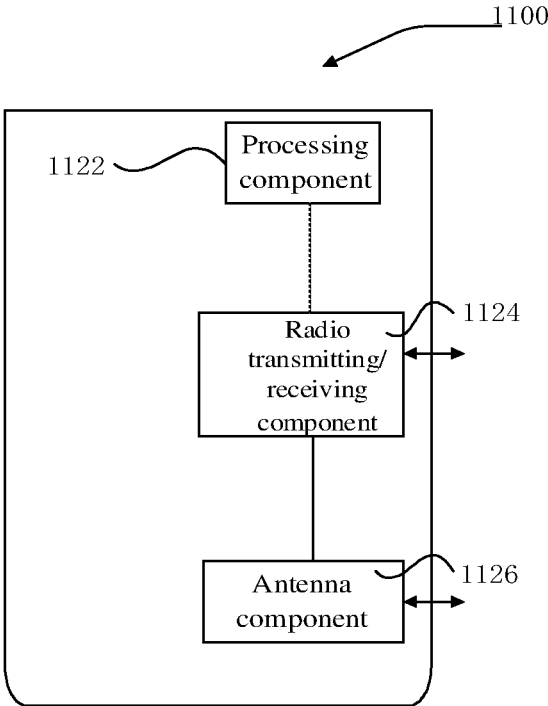 1100
Processing
component
1122
Radio
transmitting/
receiving
component
1124
Antenna
component
1126